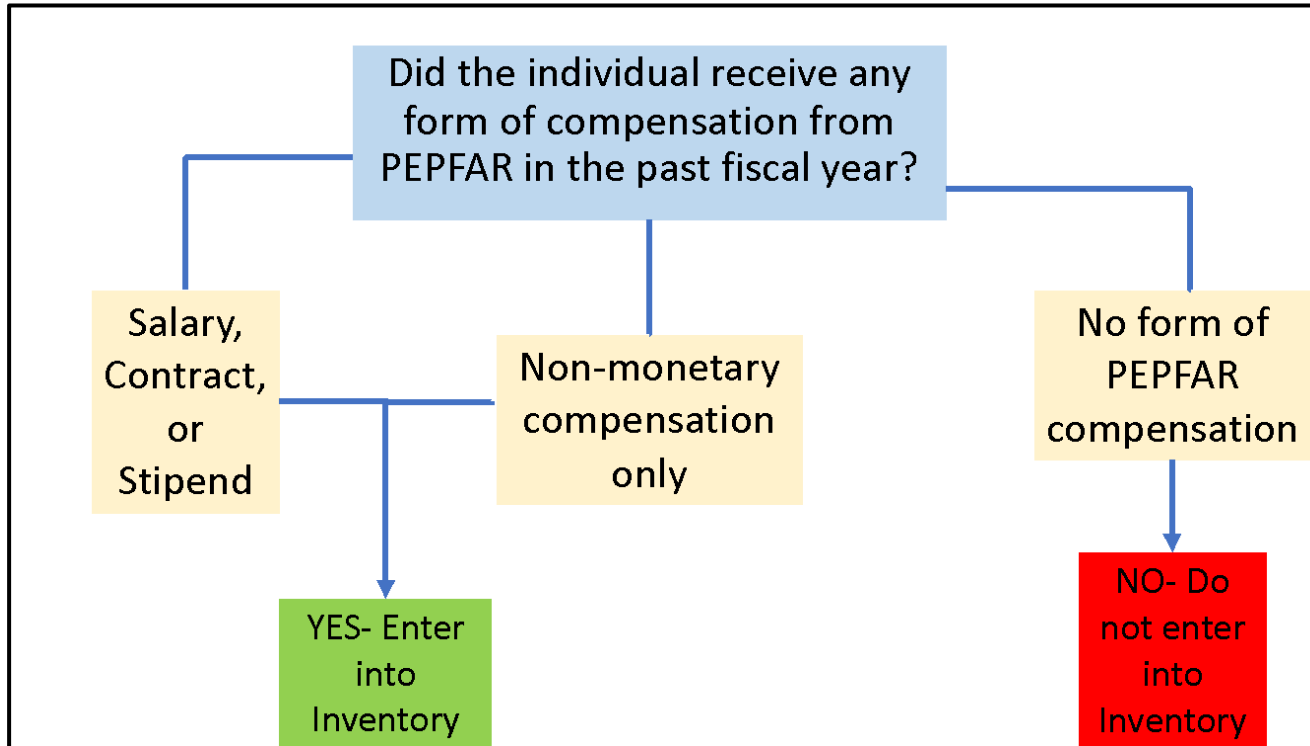 Did the individual receive any
form of compensation from
PEPFAR in the past fiscal year?
Salary,
Contract,
or
Stipend
Non-monetary
compensation
only
No form of
PEPFAR
compensation
YES- Enter
into
Inventory
NO- Do
not enter
into
Inventory